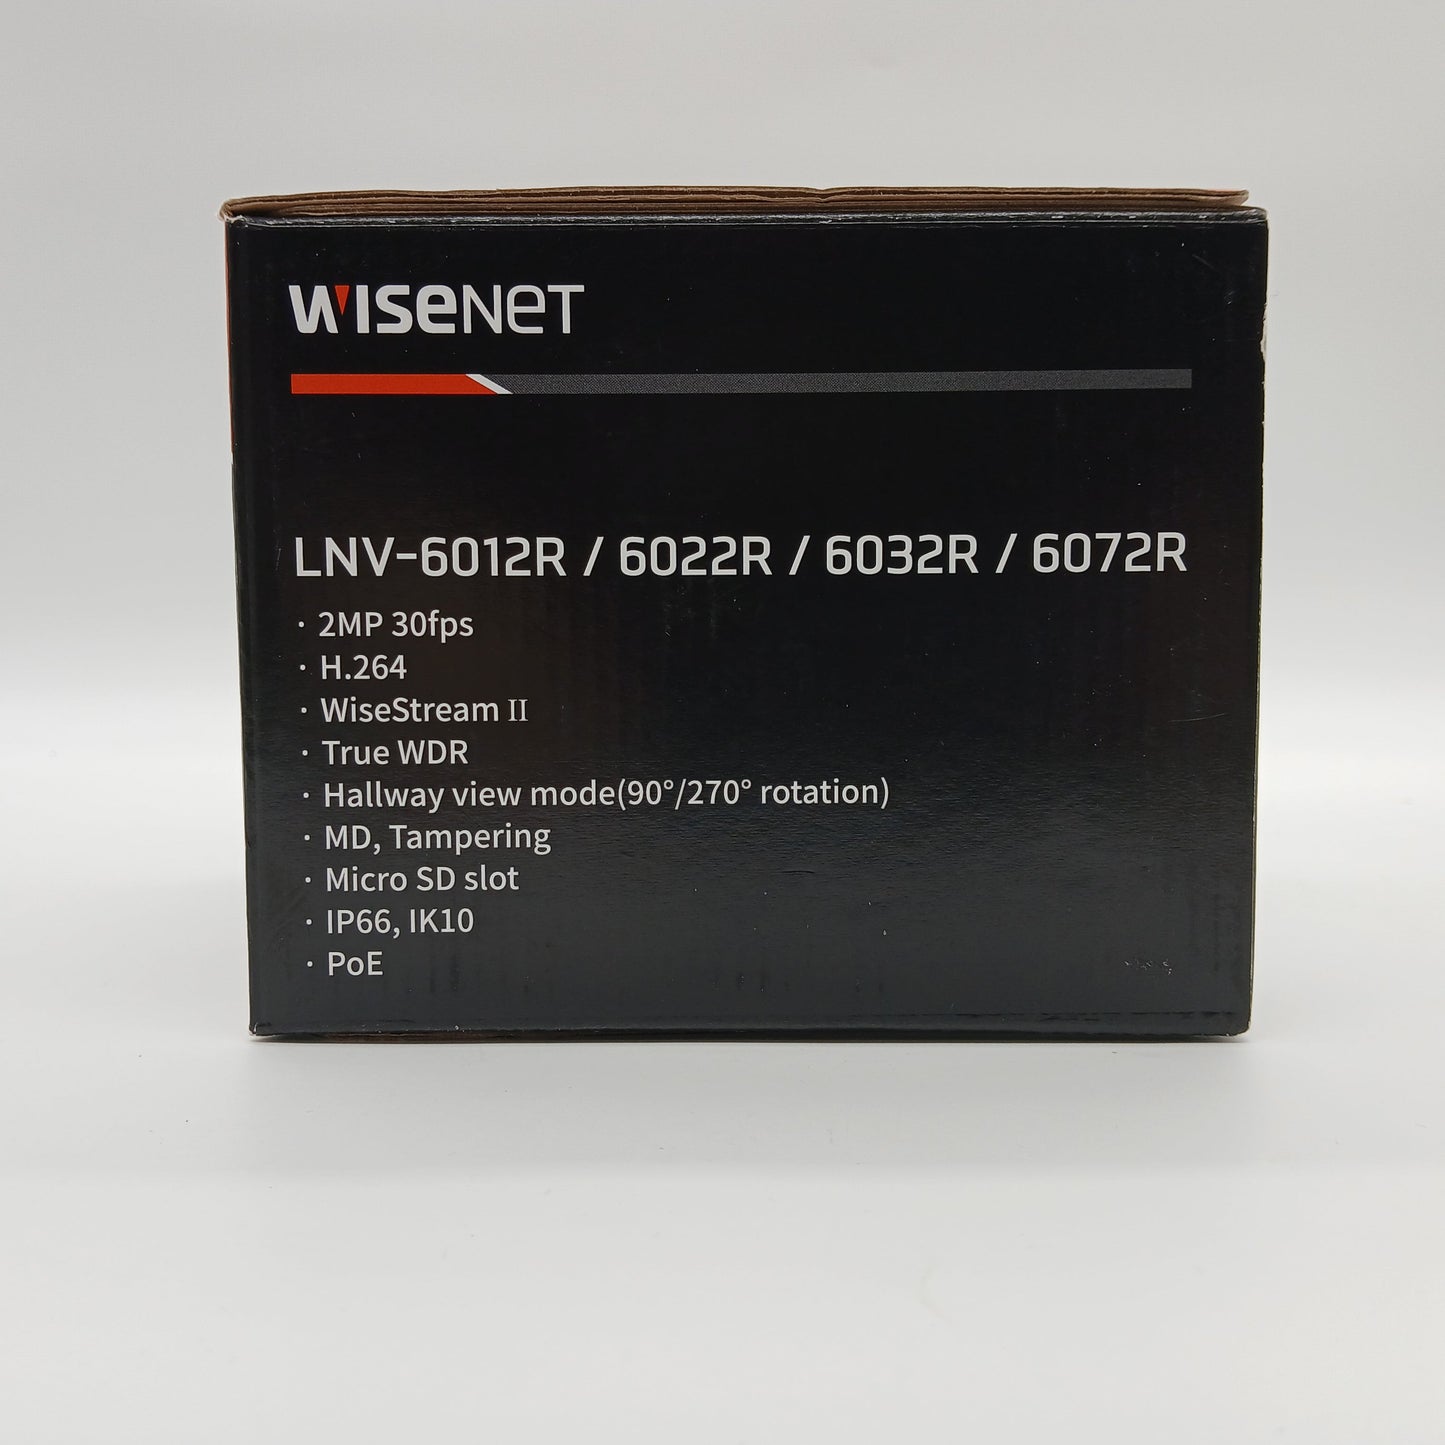 WISENET
LNV-6012R / 6022R / 6032R / 6072R
· 2MP 30fps
· H.264
· WiseStream II
· True WDR
· Hallway view mode(90°/270° rotation)
· MD, Tampering
· Micro SD slot
· IP66, IK10
· PoE